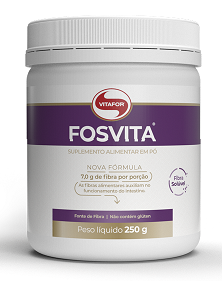 VITAFOR
FOSVITA®
SUPLEMENTO ALIMENTAR EM PÓ
NOVA FÓRMULA
7,0 g de fibra por porção
As fibras alimentares auxiliam no
funcionamento do intestino
Fibra
Solúvel
Fonte de Fibra | Não contém glúten
Peso líquido 250 g